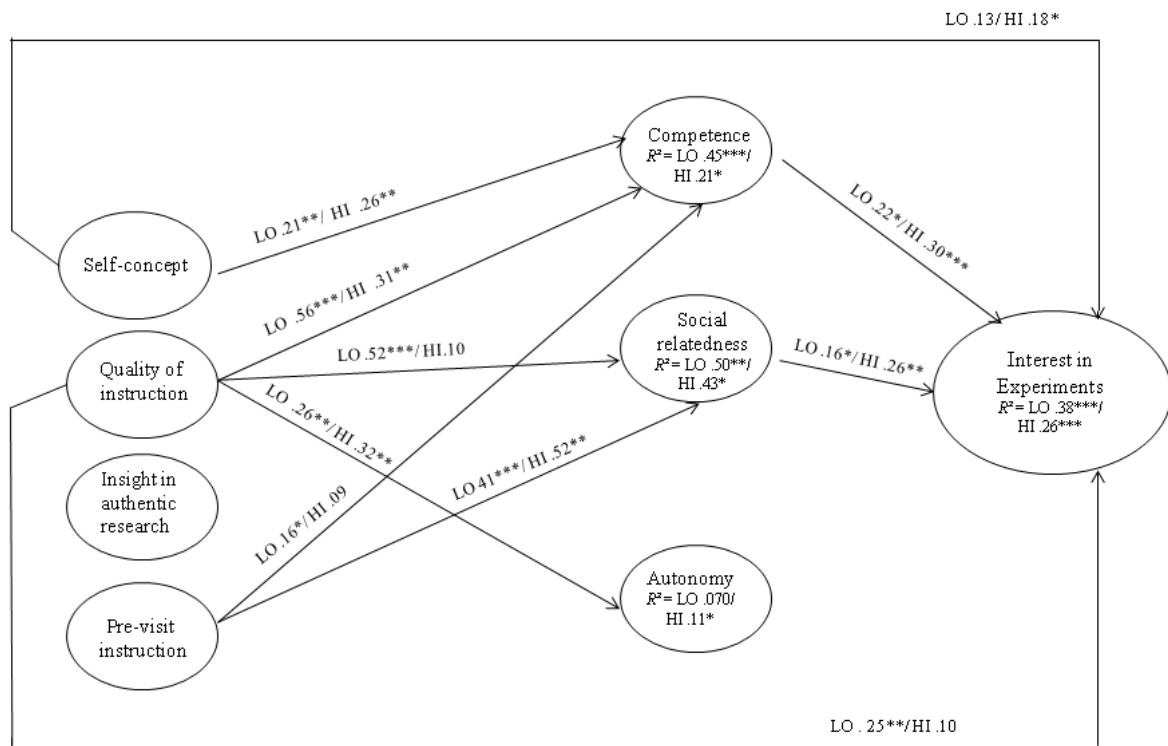 LO .13/ HI .18*
Competence
R² = LO .45***/
HI .21*
LO .21**/ HI .26**
LO .22*/HI .30***
Self-concept
LO .56***/HI .31**
Social
relatedness
R² = LO .50**/
HI .43*
LO .52***/HI.10
LO .16*/HI .26**
Quality of
instruction
Interest in
Experiments
R² = LO .38***/
HI .26***
LO .26**/HI.32**
LO 41***/HI .52**
Insight in
authentic
research
LO .16*/HI .09
Autonomy
R² = LO .070/
HI .11*
Pre-visit
instruction
LO . 25**/HI .10